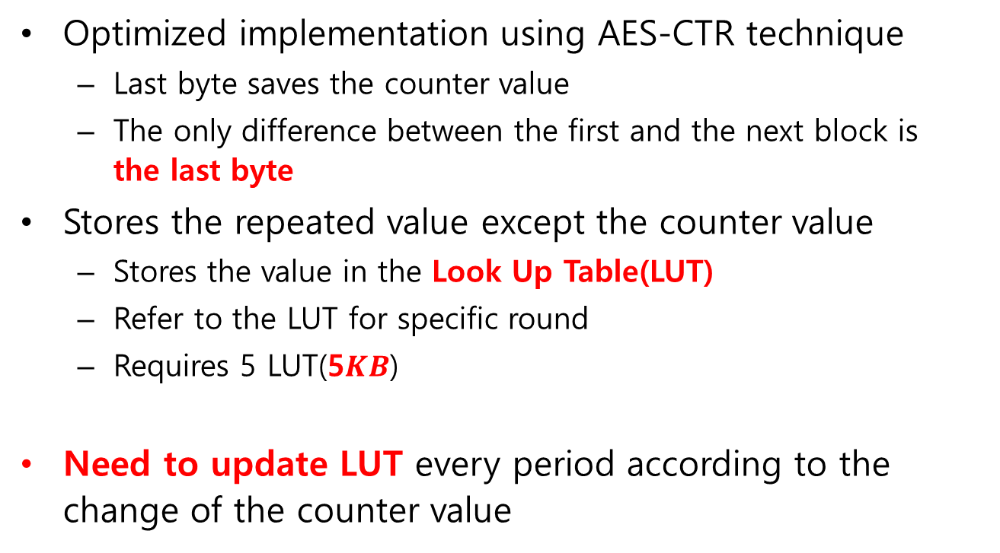 • Optimized implementation using AES-CTR technique
– Last byte saves the counter value
– The only difference between the first and the next block is
the last byte
• Stores the repeated value except the counter value
– Stores the value in the Look Up Table(LUT)
– Refer to the LUT for specific round
– Requires 5 LUT(5KB)
• Need to update LUT every period according to the
change of the counter value